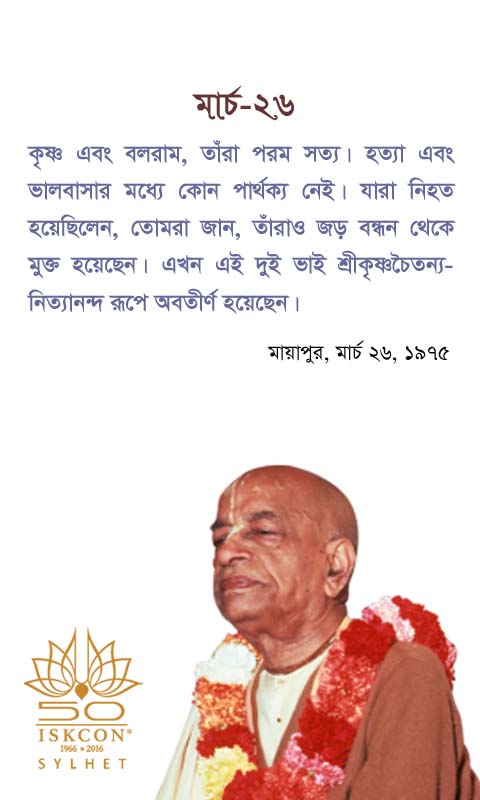 মার্চ-২৬
কৃষ্ণ এবং বলরাম, তাঁরা পরম সত্য। হত্যা এবং
ভালবাসার মধ্যে কোন পার্থক্য নেই। যারা নিহত
হয়েছিলেন, তোমরা জান, তাঁরাও জড় বন্ধন থেকে
মুক্ত হয়েছেন। এখন এই দুই ভাই শ্রীকৃষ্ণচৈতন্য-
নিত্যানন্দ রূপে অবতীর্ণ হয়েছেন।
মায়াপুর, মার্চ ২৬, ১৯৭৫
50
ISKCON®
1966 • 2016
SYLHET